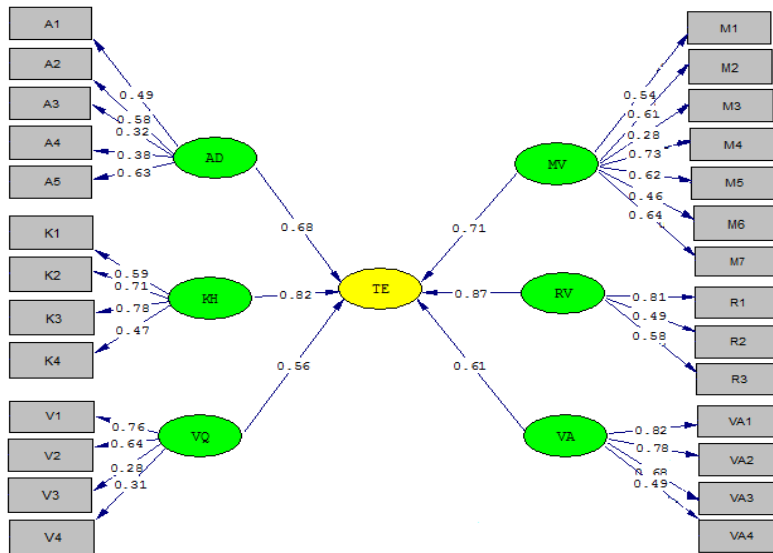 A1
A2
A3
A4
A5
0.49
0.58
0.32
0.38
0.63
AD
0.68
K1
K2
K3
K4
0.59
0.71
0.78
0.47
KH
0.82
V1
V2
V3
V4
0.76
0.64
0.28
0.31
VQ
0.56
TE
M1
M2
M3
M4
M5
M6
M7
0.54
0.61
0.28
0.73
0.62
0.46
0.64
MV
0.71
R1
R2
R3
0.81
0.49
0.58
RV
0.87
VA1
VA2
VA3
VA4
0.82
0.78
0.68
0.49
VA
0.61